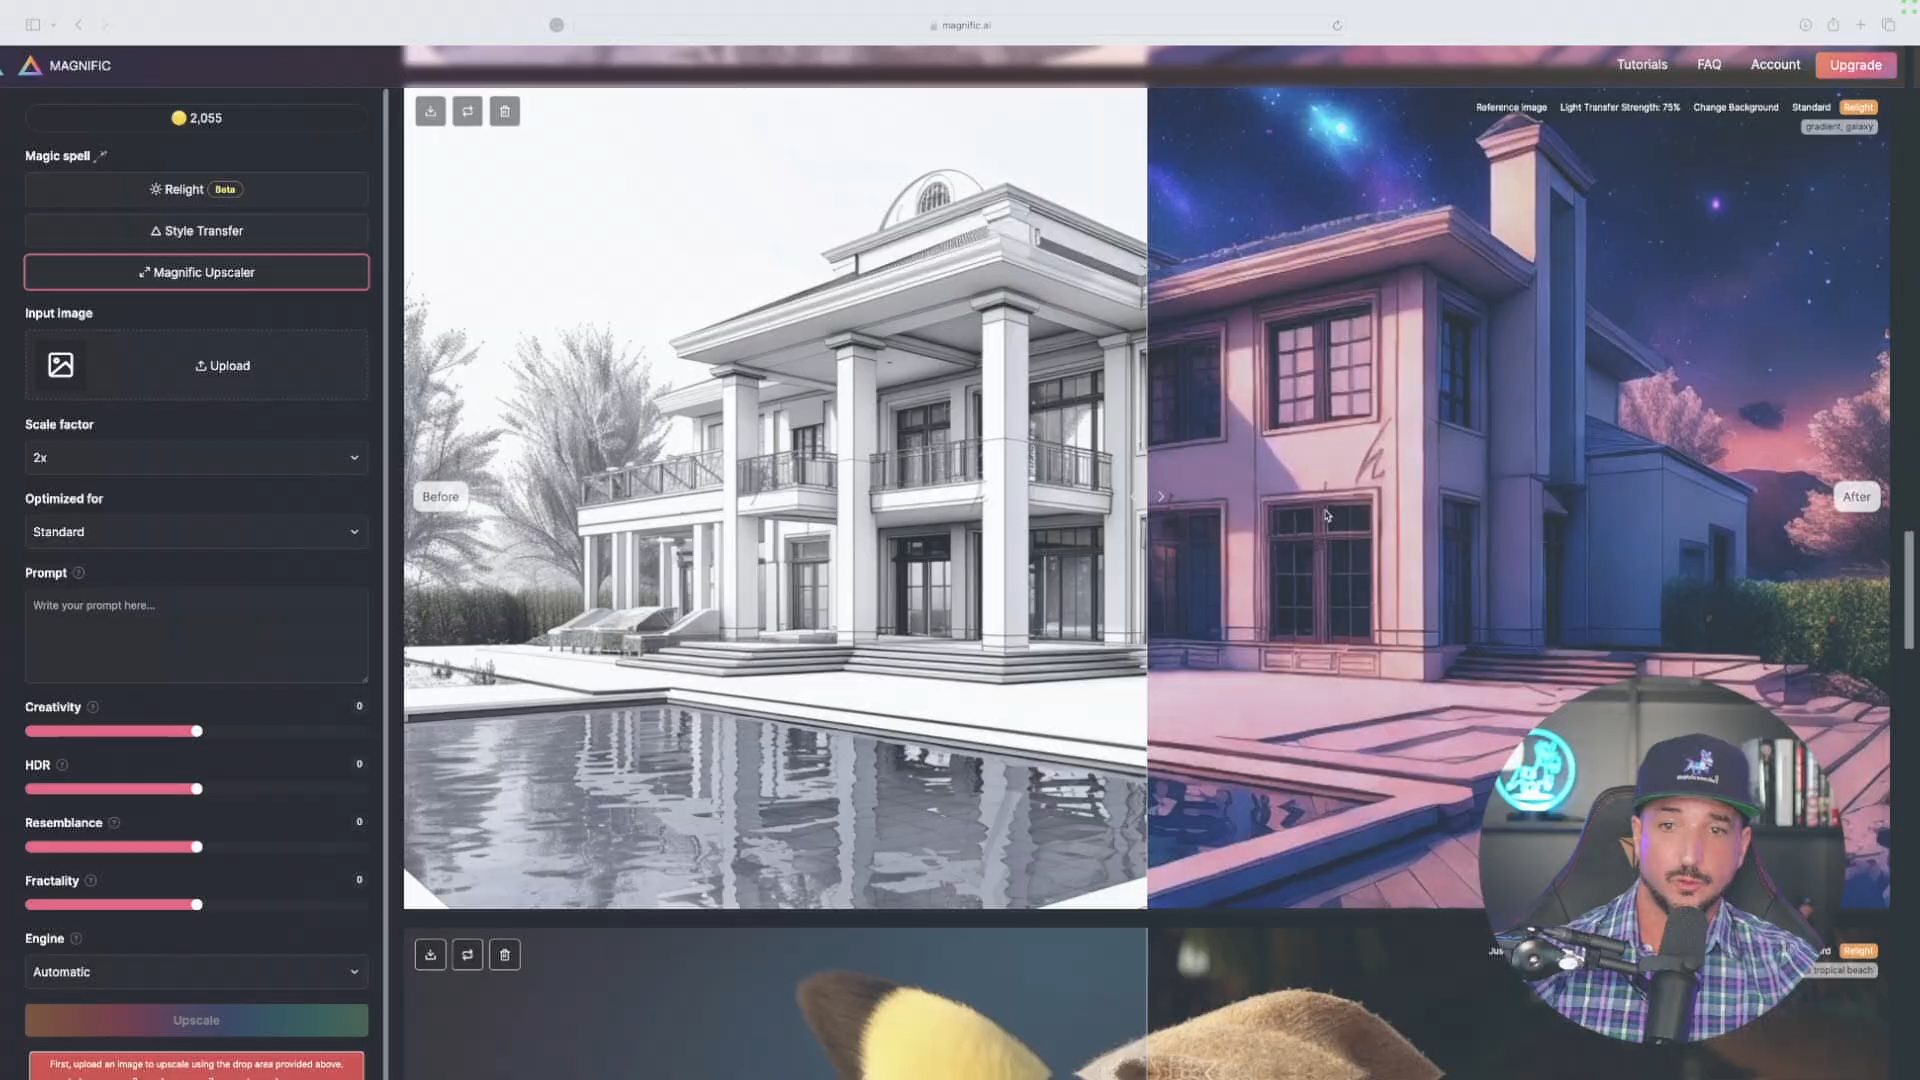 magnific.ai
MAGNIFIC
Tutorials
FAQ
Account
Upgrade
2,055
Magic spell
Relight Beta
Style Transfer
Magnific Upscaler
Input image
Upload
Scale factor
2x
Optimized for
Standard
Prompt
Write your prompt here...
Creativity
0
HDR
0
Resemblance
0
Fractality
0
Engine
Automatic
Upscale
First, upload an image to upscale using the drop area provided above.
Reference image
Light Transfer Strength: 75%
Change Background
Standard
Relight
gradient, galaxy
Before
After
Relight
tropical beach